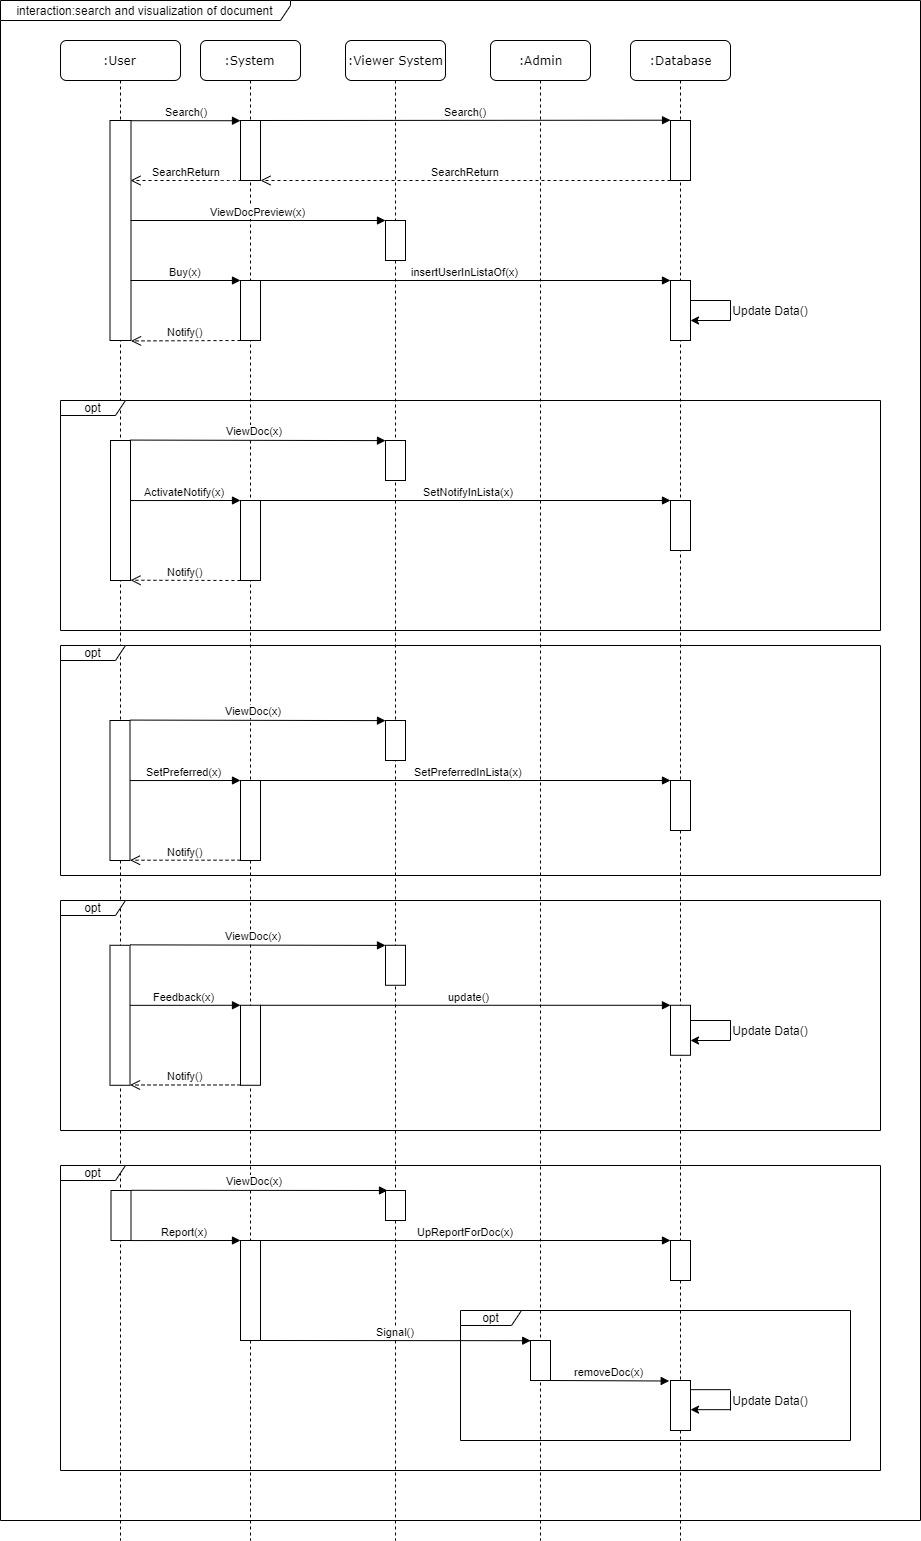 interaction:search and visualization of document
:User
:System
:Viewer System
:Admin
:Database
Search()
Search()
SearchReturn
SearchReturn
ViewDocPreview(x)
Buy(x)
insertUserInListaOf(x)
Update Data()
Notify()
opt
ViewDoc(x)
ActivateNotify(x)
SetNotifyInLista(x)
Notify()
opt
ViewDoc(x)
SetPreferred(x)
SetPreferredInLista(x)
Notify()
opt
ViewDoc(x)
Feedback(x)
update()
Update Data()
Notify()
opt
ViewDoc(x)
Report(x)
UpReportForDoc(x)
opt
Signal()
removeDoc(x)
Update Data()